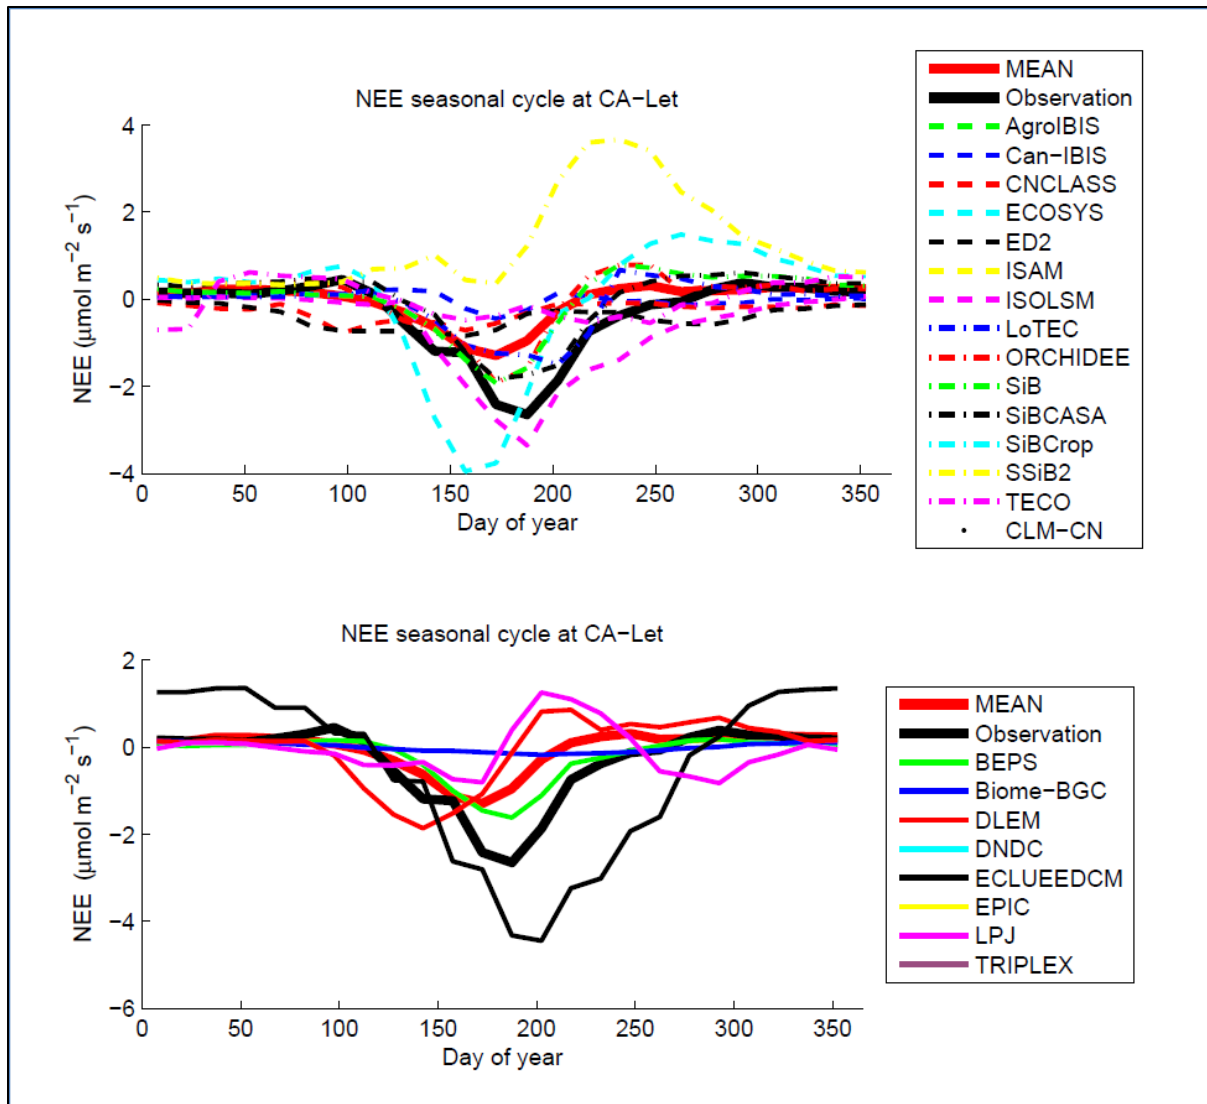 NEE seasonal cycle at CA−Let
NEE (μmol m−2 s−1)
4
2
0
−2
−4
0 50 100 150 200 250 300 350
Day of year
MEAN
Observation
AgroIBIS
Can−IBIS
CNCLASS
ECOSYS
ED2
ISAM
ISOLSM
LoTEC
ORCHIDEE
SiB
SiBCASA
SiBCrop
SSiB2
TECO
CLM−CN
NEE seasonal cycle at CA−Let
NEE (μmol m−2 s−1)
2
0
−2
−4
−6
0 50 100 150 200 250 300 350
Day of year
MEAN
Observation
BEPS
Biome−BGC
DLEM
DNDC
ECLUEEDCM
EPIC
LPJ
TRIPLEX